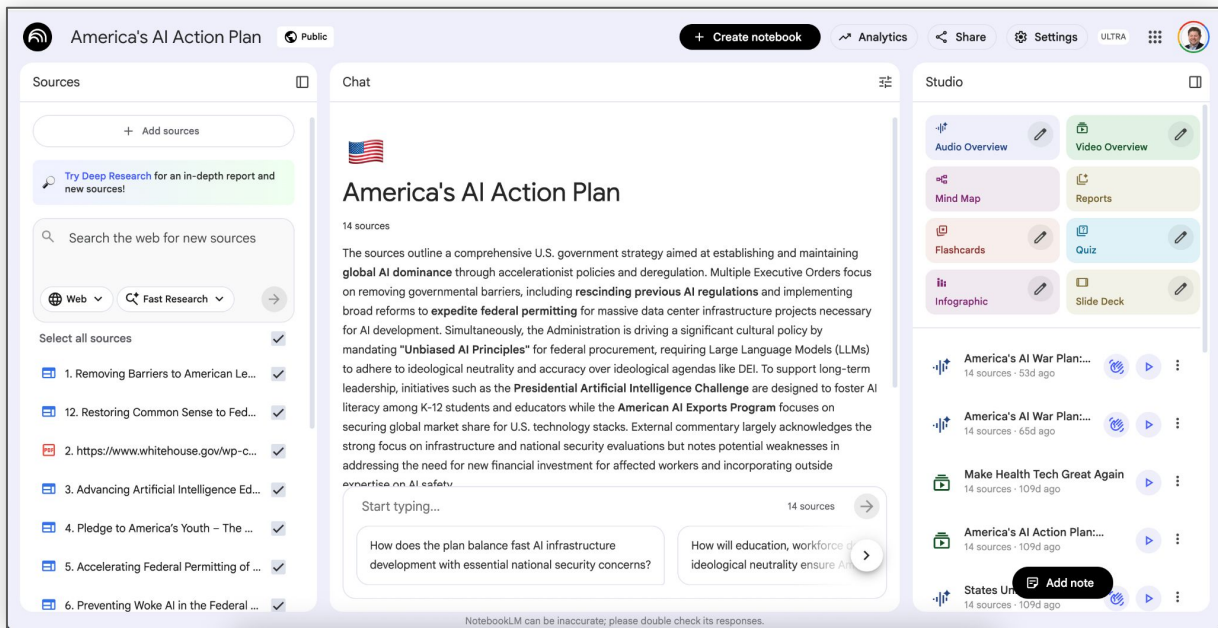 America's AI Action Plan
Public
+ Create notebook
Analytics
Share
Settings
ULTRA
Sources
+ Add sources
Try Deep Research for an in-depth report and
new sources!
Search the web for new sources
Web
Fast Research
Select all sources
1. Removing Barriers to American Le...
12. Restoring Common Sense to Fed...
PDF
2. https://www.whitehouse.gov/wp-c...
3. Advancing Artificial Intelligence Ed...
4. Pledge to America's Youth – The ...
5. Accelerating Federal Permitting of ...
6. Preventing Woke AI in the Federal ...
Chat
America's AI Action Plan
14 sources
The sources outline a comprehensive U.S. government strategy aimed at establishing and maintaining
global AI dominance through accelerationist policies and deregulation. Multiple Executive Orders focus
on removing governmental barriers, including rescinding previous AI regulations and implementing
broad reforms to expedite federal permitting for massive data center infrastructure projects necessary
for AI development. Simultaneously, the Administration is driving a significant cultural policy by
mandating "Unbiased AI Principles" for federal procurement, requiring Large Language Models (LLMs)
to adhere to ideological neutrality and accuracy over ideological agendas like DEI. To support long-term
leadership, initiatives such as the Presidential Artificial Intelligence Challenge are designed to foster AI
literacy among K-12 students and educators while the American AI Exports Program focuses on
securing global market share for U.S. technology stacks. External commentary largely acknowledges the
strong focus on infrastructure and national security evaluations but notes potential weaknesses in
addressing the need for new financial investment for affected workers and incorporating outside
expertise on AI safety
Start typing...
14 sources
How does the plan balance fast AI infrastructure
development with essential national security concerns?
How will education, workforce
ideological neutrality ensure
Studio
Audio Overview
Video Overview
Mind Map
Reports
Flashcards
Quiz
Infographic
Slide Deck
America's AI War Plan:...
14 sources · 53d ago
America's AI War Plan:...
14 sources · 65d ago
Make Health Tech Great Again
14 sources · 109d ago
America's AI Action Plan:...
14 sources · 109d ago
States
14 sources · 109d ago
Add note
NotebookLM can be inaccurate; please double check its responses.